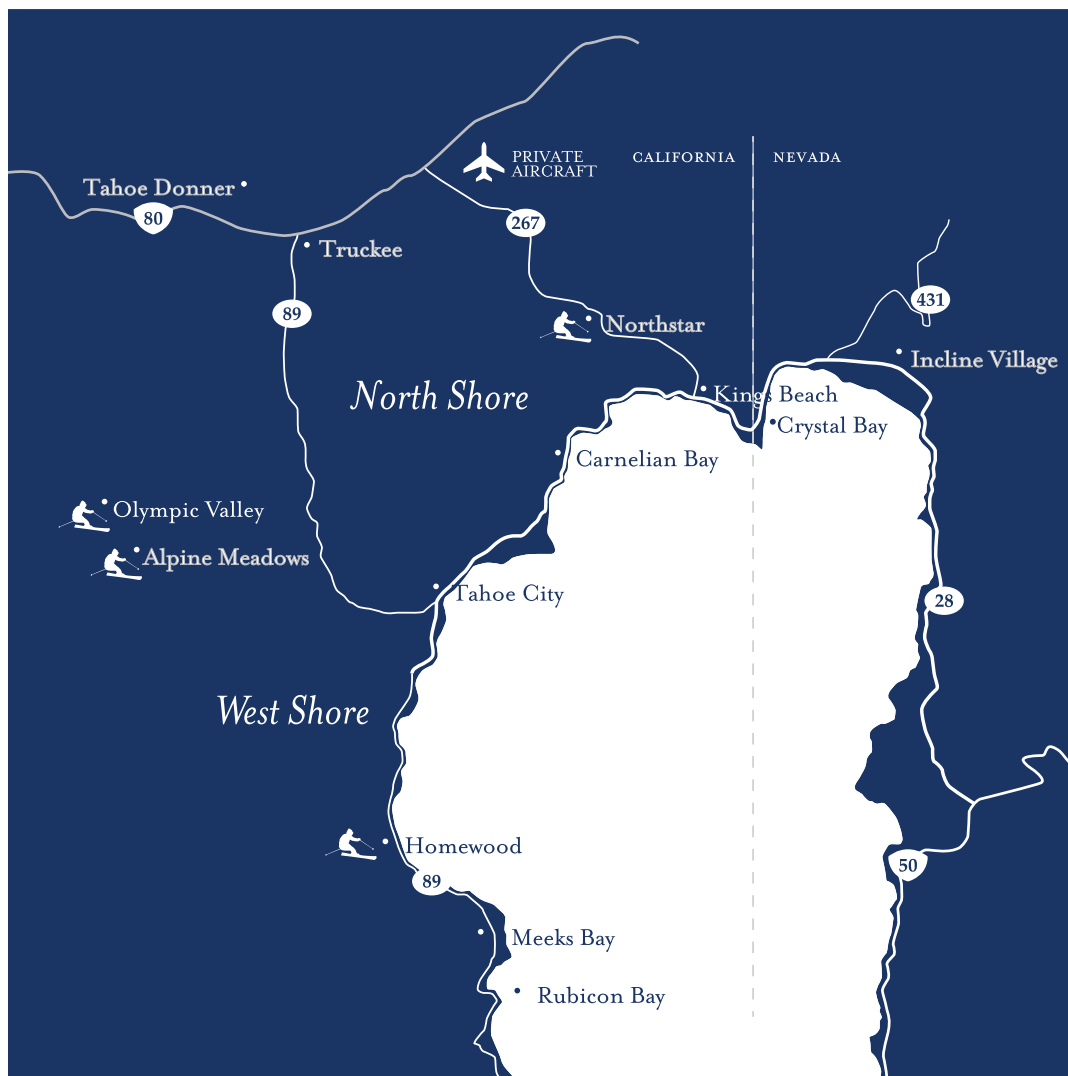 PRIVATE
AIRCRAFT
CALIFORNIA
NEVADA
Tahoe Donner
80
267
Truckee
431
89
Northstar
Incline Village
North Shore
Kings Beach
Crystal Bay
Carnelian Bay
Olympic Valley
Alpine Meadows
Tahoe City
28
West Shore
Homewood
50
89
Meeks Bay
Rubicon Bay